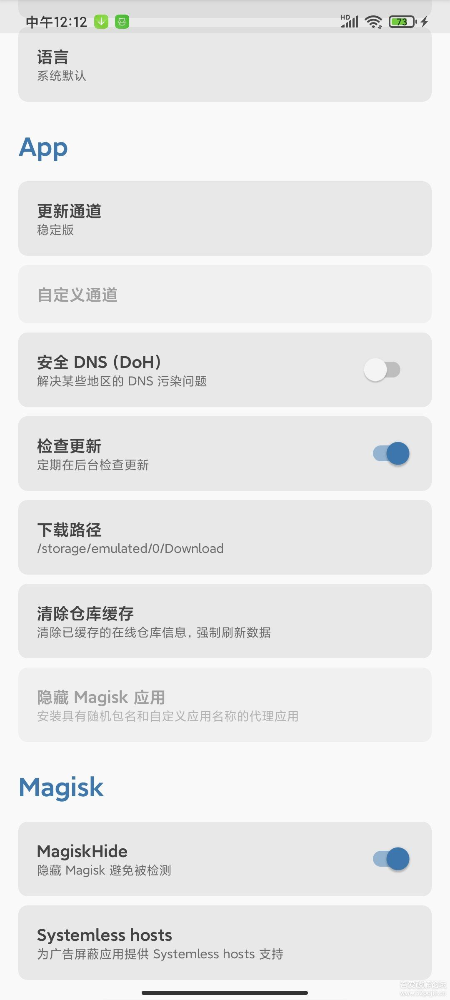 中午12:12
HD
73
语言
系统默认
App
更新通道
稳定版
自定义通道
安全 DNS (DoH)
解决某些地区的 DNS 污染问题
检查更新
定期在后台检查更新
下载路径
/storage/emulated/0/Download
清除仓库缓存
清除已缓存的在线仓库信息，强制刷新数据
隐藏 Magisk 应用
安装具有随机包名和自定义应用名称的代理应用
Magisk
MagiskHide
隐藏 Magisk 避免被检测
Systemless hosts
为广告屏蔽应用提供 Systemless hosts 支持
吾爱破解论坛
www.52pojie.cn